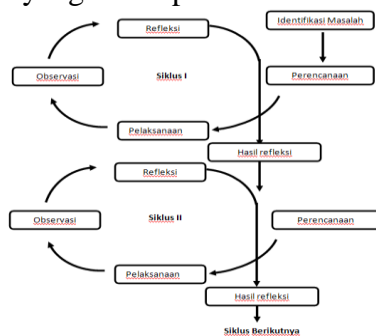 Refleksi
Identifikasi Masalah
Observasi
Siklus I
Perencanaan
Pelaksanaan
Hasil refleksi
Refleksi
Observasi
Siklus II
Perencanaan
Pelaksanaan
Hasil refleksi
Siklus Berikutnya